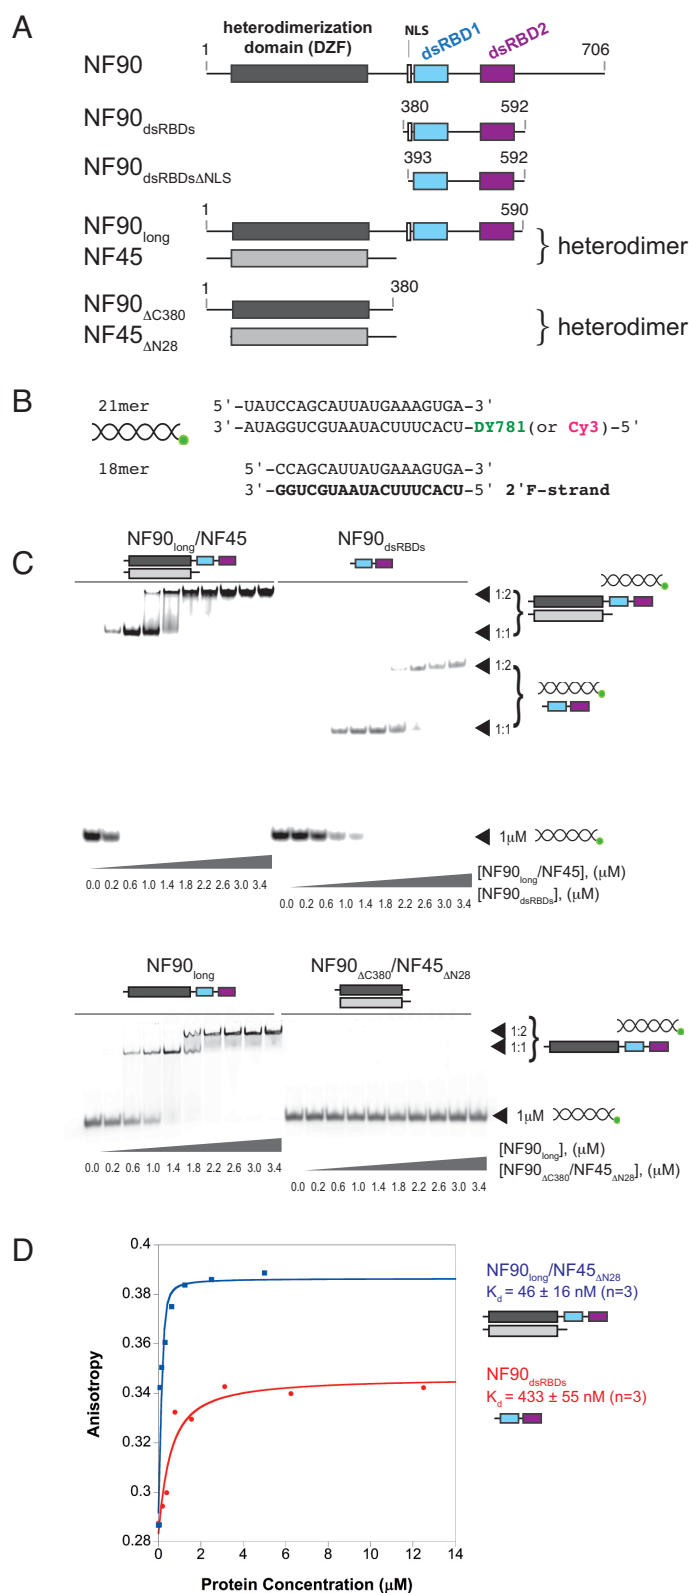 A
heterodimerization
domain (DZF)
NLS
dsRBD1
dsRBD2
1
706
NF90
380
592
NF90dsRBDs
393
592
NF90dsRBDsΔNLS
1
590
NF90long
NF45
} heterodimer
1
380
NF90ΔC380
NF45ΔN28
} heterodimer
B
21mer
5'-UAUCCAGCAUUAUGAAAGUGA-3'
3'-AUAGGUCGUAAUACUUUCACU-DY781(or Cy3)-5'
18mer
5'-CCAGCAUUAUGAAAGUGA-3'
3'-GGUCGUAAUACUUUCACU-5' 2'F-strand
C
NF90long/NF45
NF90dsRBDs
1:2
1:1
1:2
1:1
1μM
0.0 0.2 0.6 1.0 1.4 1.8 2.2 2.6 3.0 3.4
0.0 0.2 0.6 1.0 1.4 1.8 2.2 2.6 3.0 3.4
[NF90long/NF45], (μM)
[NF90dsRBDs], (μM)
NF90long
NF90ΔC380/NF45ΔN28
1:2
1:1
1μM
0.0 0.2 0.6 1.0 1.4 1.8 2.2 2.6 3.0 3.4
0.0 0.2 0.6 1.0 1.4 1.8 2.2 2.6 3.0 3.4
[NF90long], (μM)
[NF90ΔC380/NF45ΔN28], (μM)
D
0.4
0.38
0.36
0.34
0.32
0.3
0.28
Anisotropy
0 2 4 6 8 10 12 14
Protein Concentration (μM)
NF90long/NF45ΔN28
Kd = 46 ± 16 nM (n=3)
NF90dsRBDs
Kd = 433 ± 55 nM (n=3)